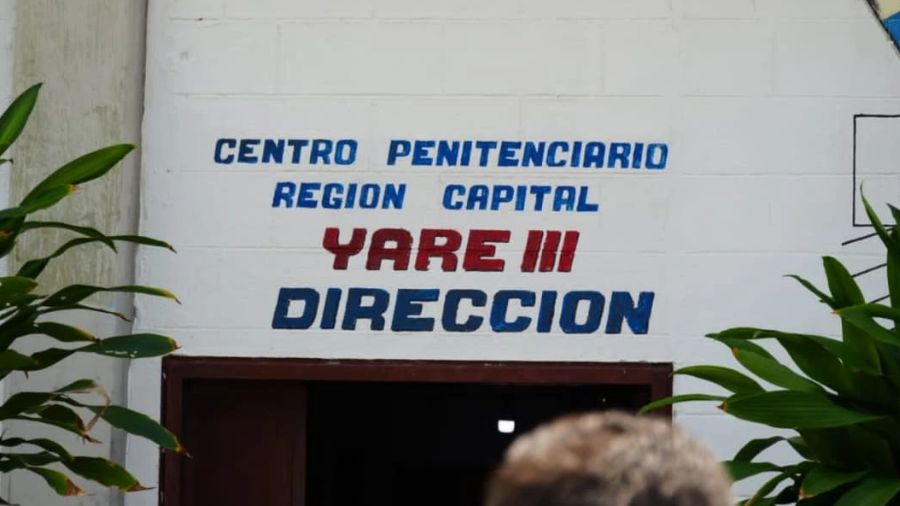 CENTRO PENITENCIARIO
REGION CAPITAL
YARE III
DIRECCION